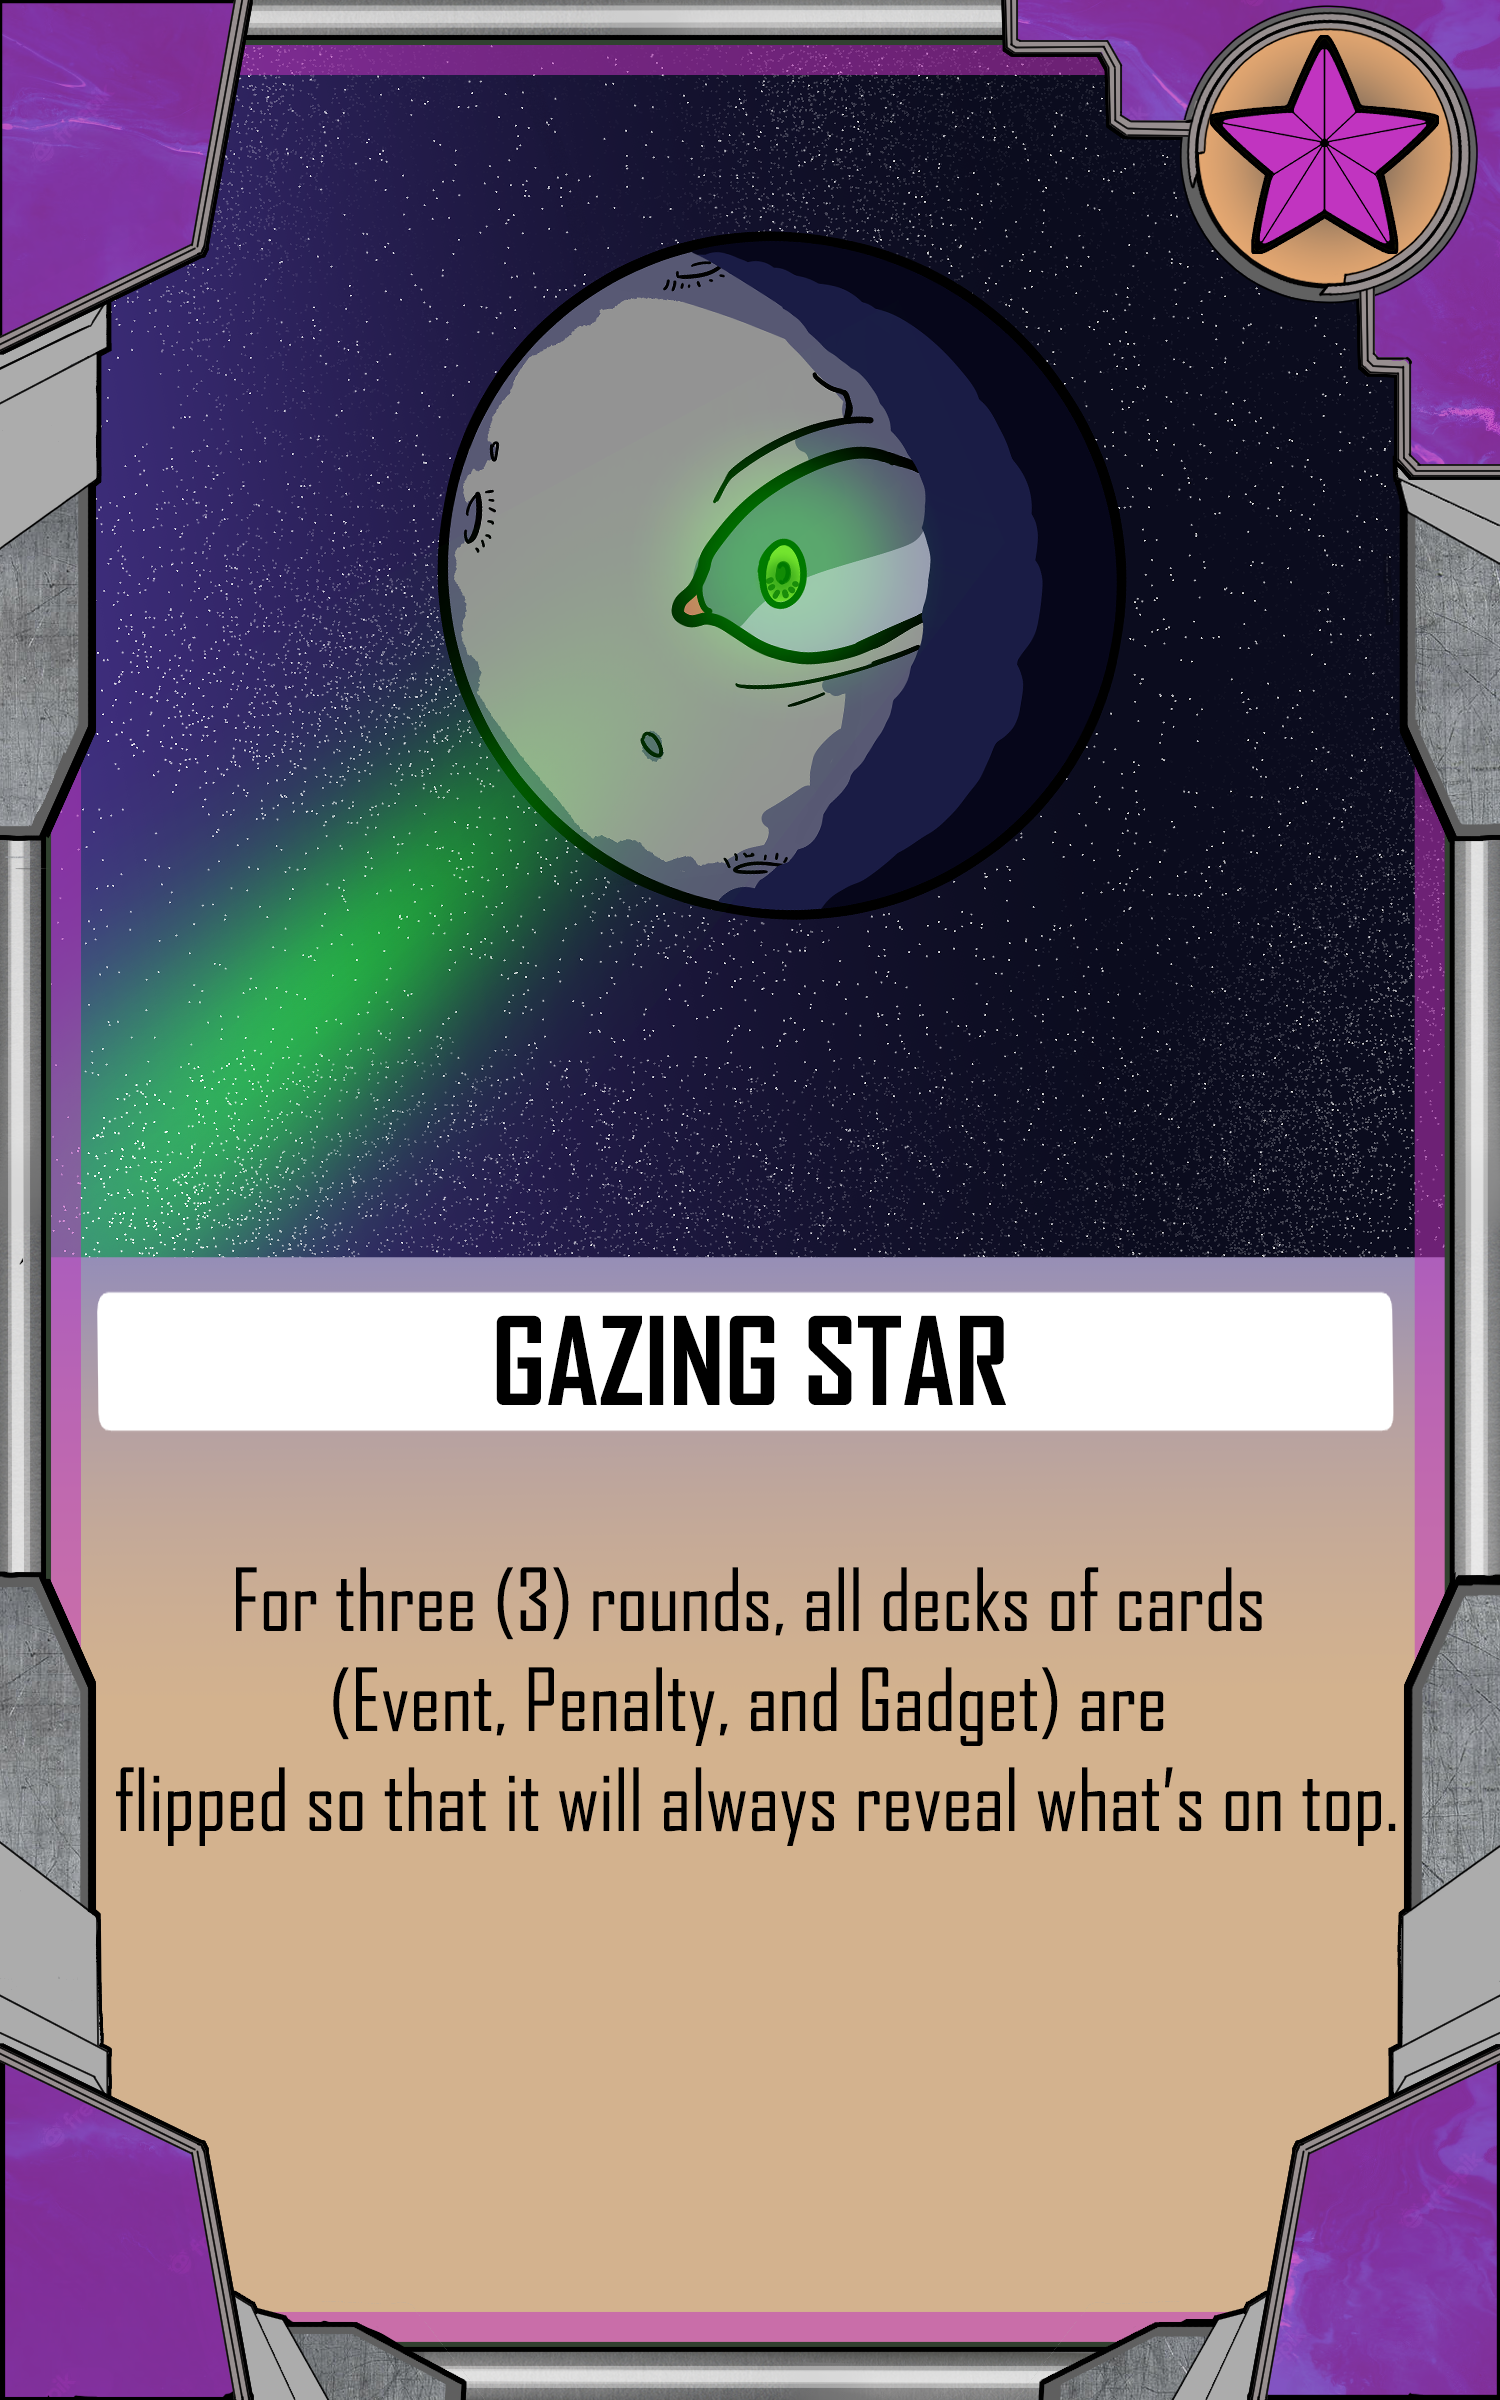 GAZING STAR
For three (3) rounds, all decks of cards
(Event, Penalty, and Gadget) are
flipped so that it will always reveal what's on top.